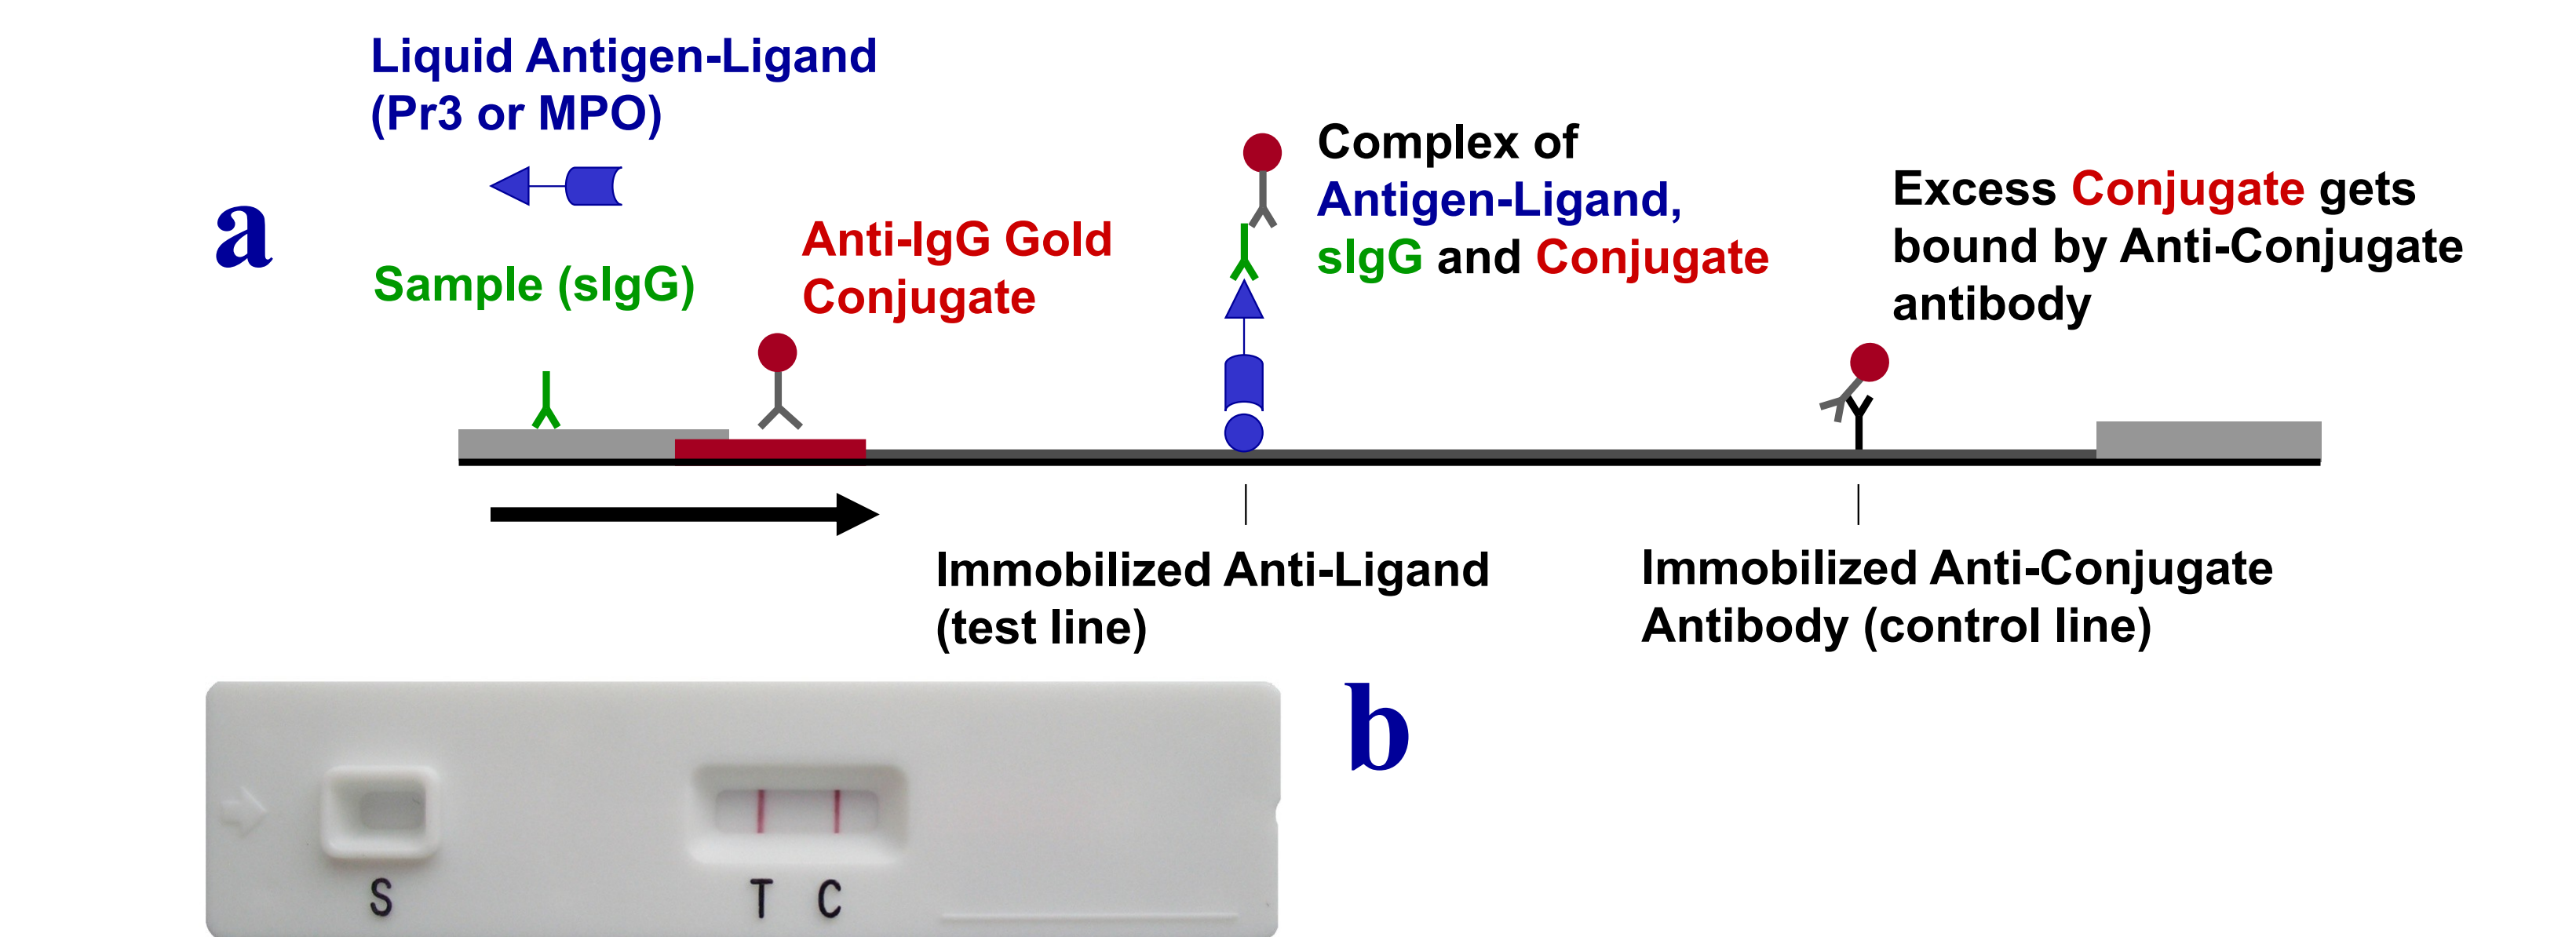 Liquid Antigen-Ligand
(Pr3 or MPO)
a
Sample (sIgG)
Anti-IgG Gold
Conjugate
Complex of
Antigen-Ligand,
sIgG and Conjugate
Excess Conjugate gets
bound by Anti-Conjugate
antibody
Immobilized Anti-Ligand
(test line)
Immobilized Anti-Conjugate
Antibody (control line)
b
S
T C